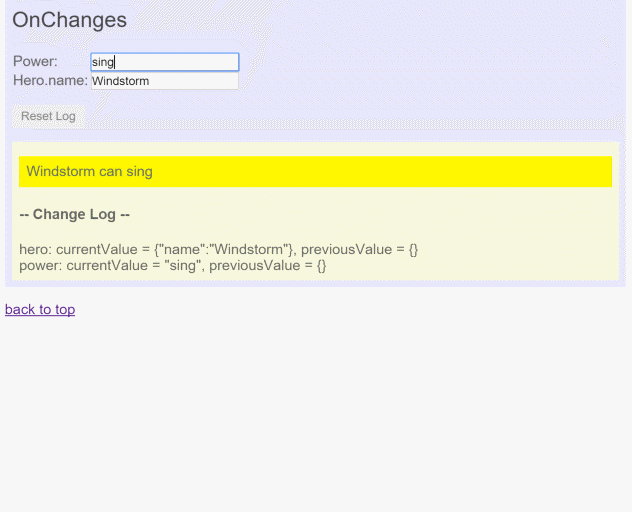 OnChanges
Power: sing
Hero.name: Windstorm
Reset Log
Windstorm can sing
-- Change Log --
hero: currentValue = {"name":"Windstorm"}, previousValue = {}
power: currentValue = "sing", previousValue = {}
back to top